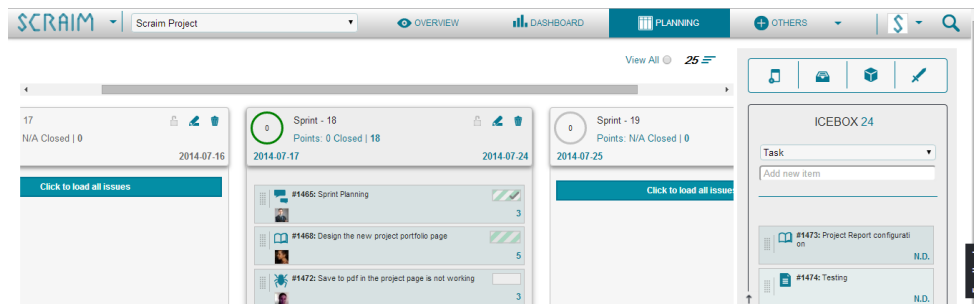 SCRAIM
Scraim Project
OVERVIEW
DASHBOARD
PLANNING
OTHERS
View All
25
17
N/A Closed | 0
2014-07-16
Click to load all issues
0
Sprint - 18
Points: 0 Closed | 18
2014-07-17
2014-07-24
#1465: Sprint Planning
3
#1468: Design the new project portfolio page
5
#1472: Save to pdf in the project page is not working
3
0
Sprint - 19
Points: N/A Closed | 0
2014-07-25
Click to load all issues
ICEBOX 24
Task
Add new item
#1473: Project Report configurati
on
N.D.
#1474: Testing
N.D.